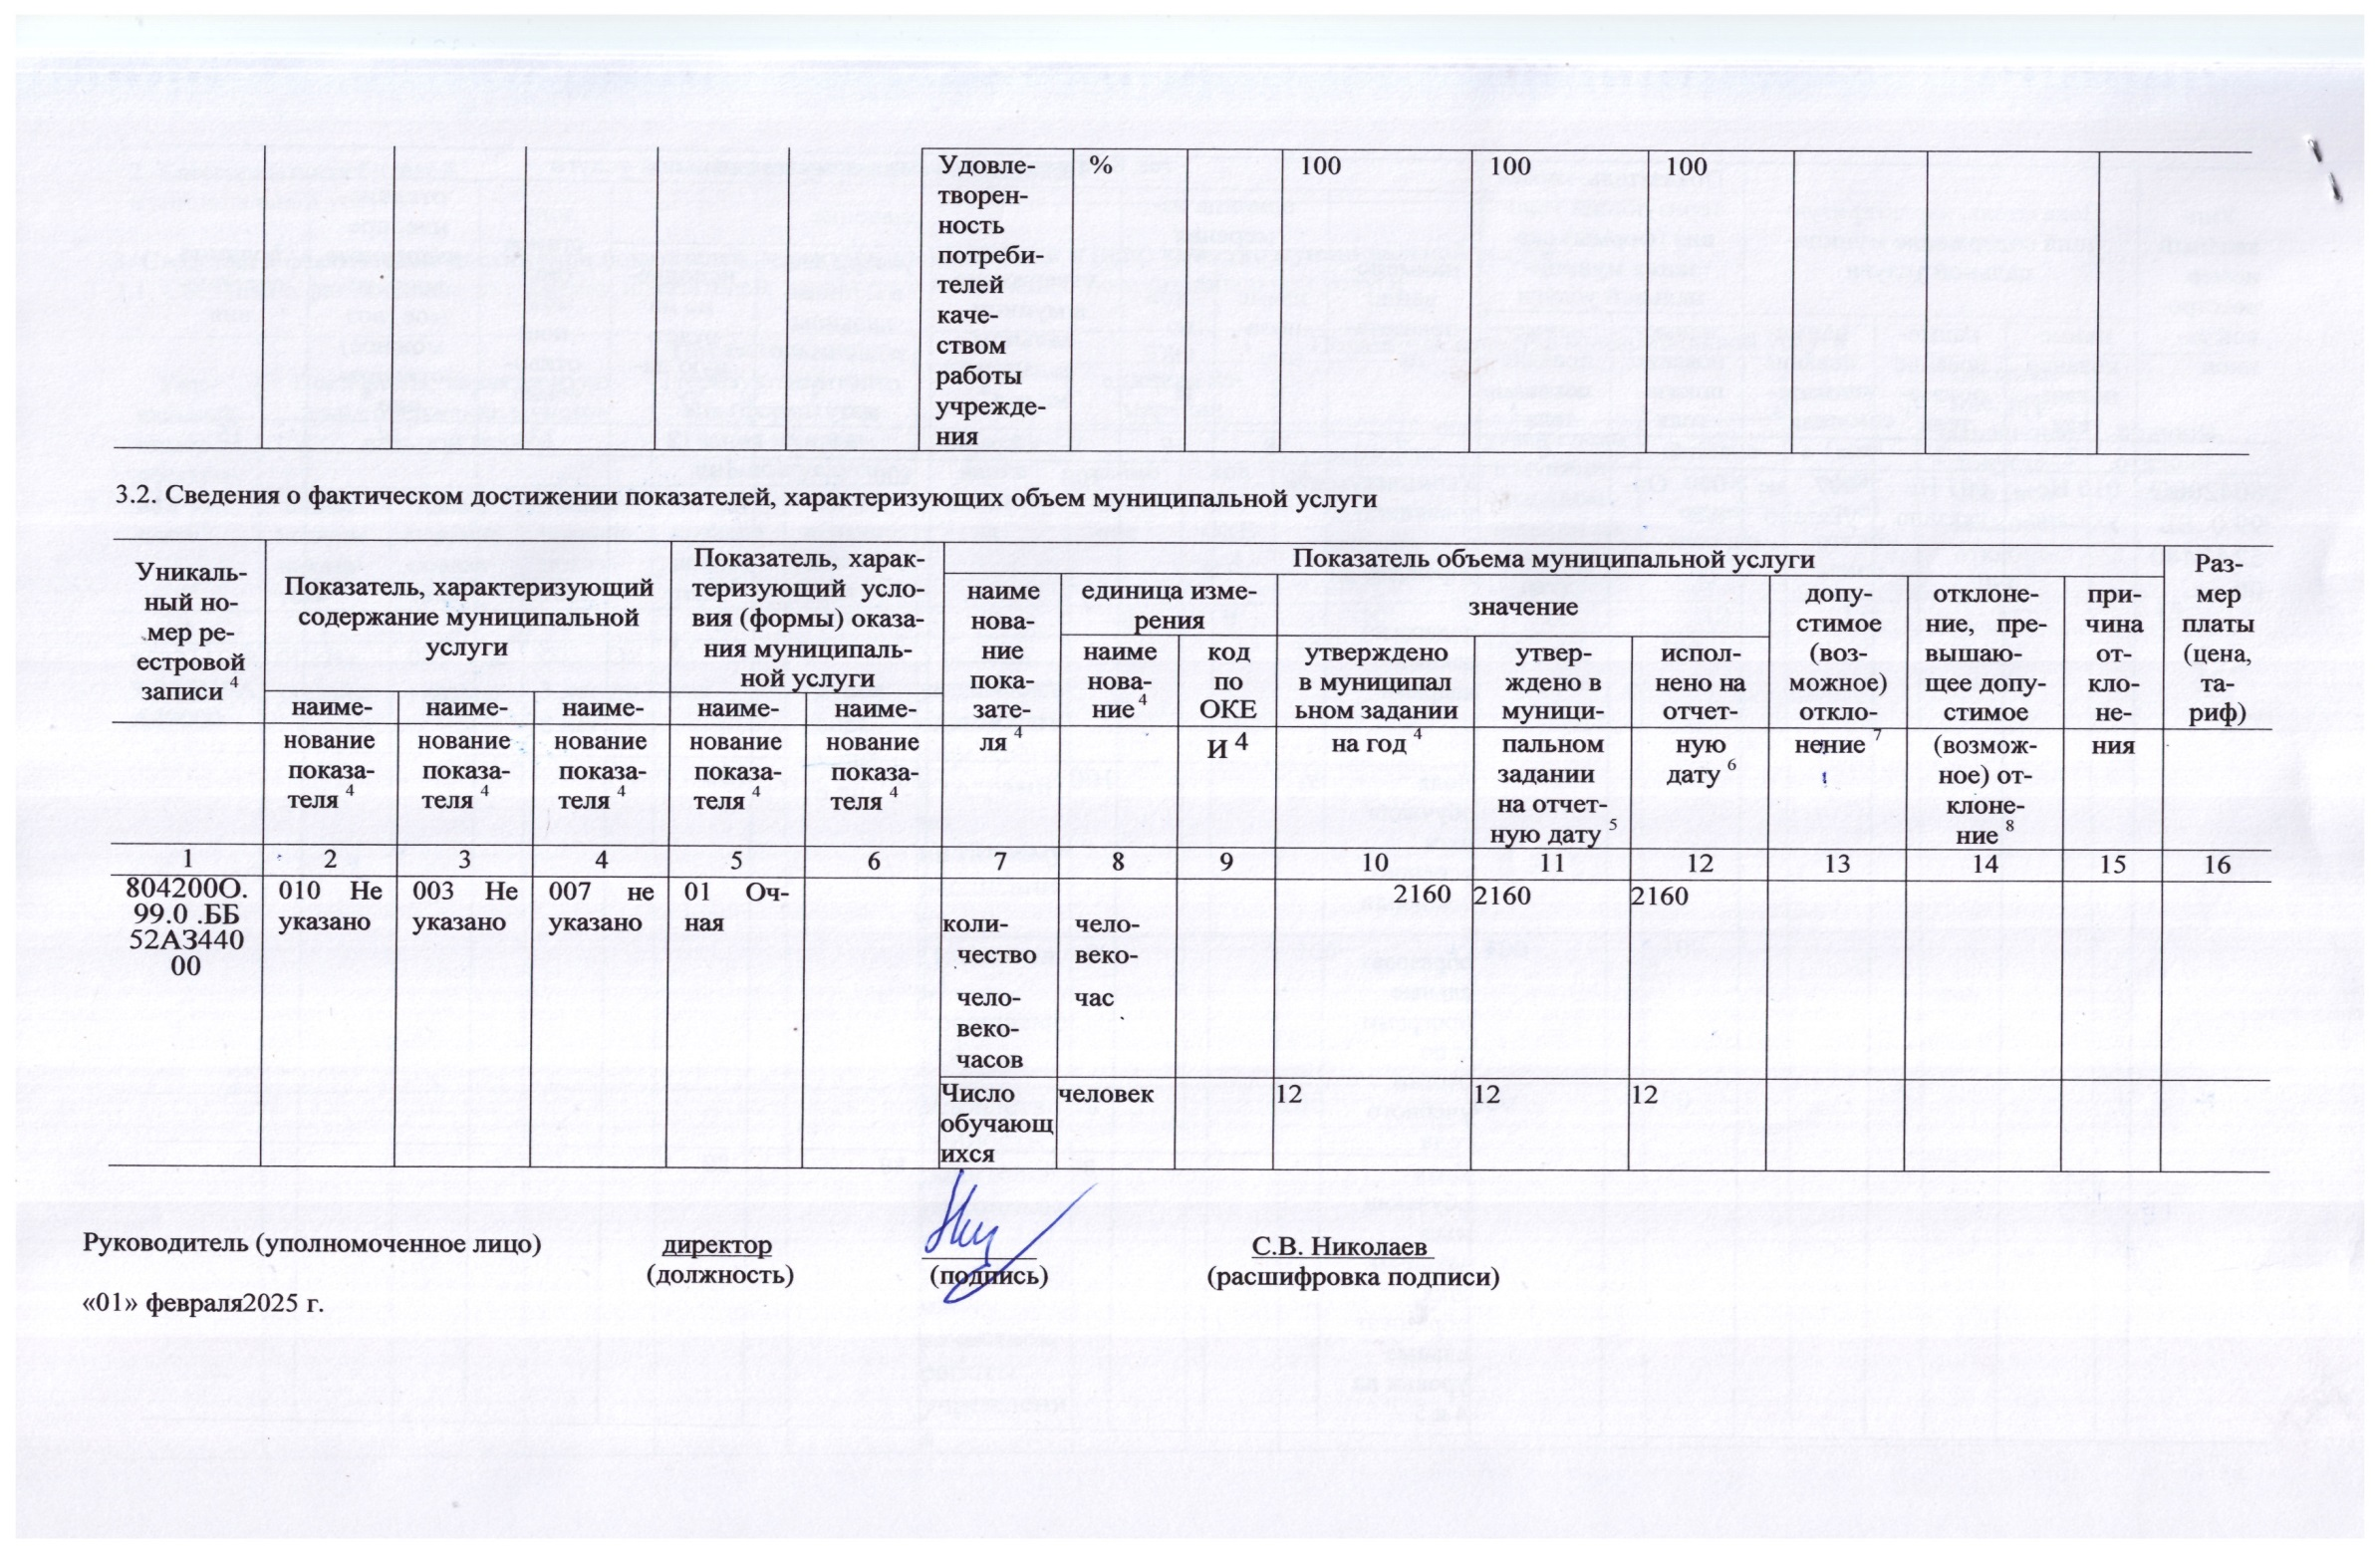 Удовле- % 100 100 100
творен-
ность
потреби-
телей
каче-
ством
работы
учрежде-
ния
3.2. Сведения о фактическом достижении показателей, характеризующих объем муниципальной услуги
Уникаль-
ный но-
мер ре-
естровой
записи 4
Показатель, характеризующий
содержание муниципальной
услуги
Показатель, харак-
теризующий усло-
вия (формы) оказа-
ния муниципаль-
ной услуги
Показатель объема муниципальной услуги
Раз-
мер
платы
(цена,
та-
риф)
наиме
нова-
ние
пока-
зате-
ля 4
единица изме-
рения
значение
допу-
стимое
(воз-
можное)
откло-
нение 7
отклоне-
ние, пре-
вышаю-
щее допу-
стимое
(возмож-
ное) от-
клоне-
ние 8
при-
чина
от-
кло-
не-
ния
наиме-
нование
показа-
теля 4
наиме-
нование
показа-
теля 4
наиме-
нование
показа-
теля 4
наиме-
нование
показа-
теля 4
наиме-
нование
показа-
теля 4
наиме
нова-
ние 4
код
по
ОКЕ
И 4
утверждено
в муниципал
ьном задании
на год 4
утвер-
ждено в
муници-
пальном
задании
на отчет-
ную дату 5
испол-
нено на
отчет-
ную
дату 6
1 2 3 4 5 6 7 8 9 10 11 12 13 14 15 16
804200О.
99.0 .ББ
52АЗ440
00
010 Не
указано
003 Не
указано
007 не
указано
01 Оч-
ная
коли-
чество
чело-
веко-
часов
чело-
веко-
час
2160 2160 2160
Число
обучающ
ихся
человек 12 12 12
Руководитель (уполномоченное лицо) директор С.В. Николаев
(должность) (подпись) (расшифровка подписи)
«01» февраля2025 г.